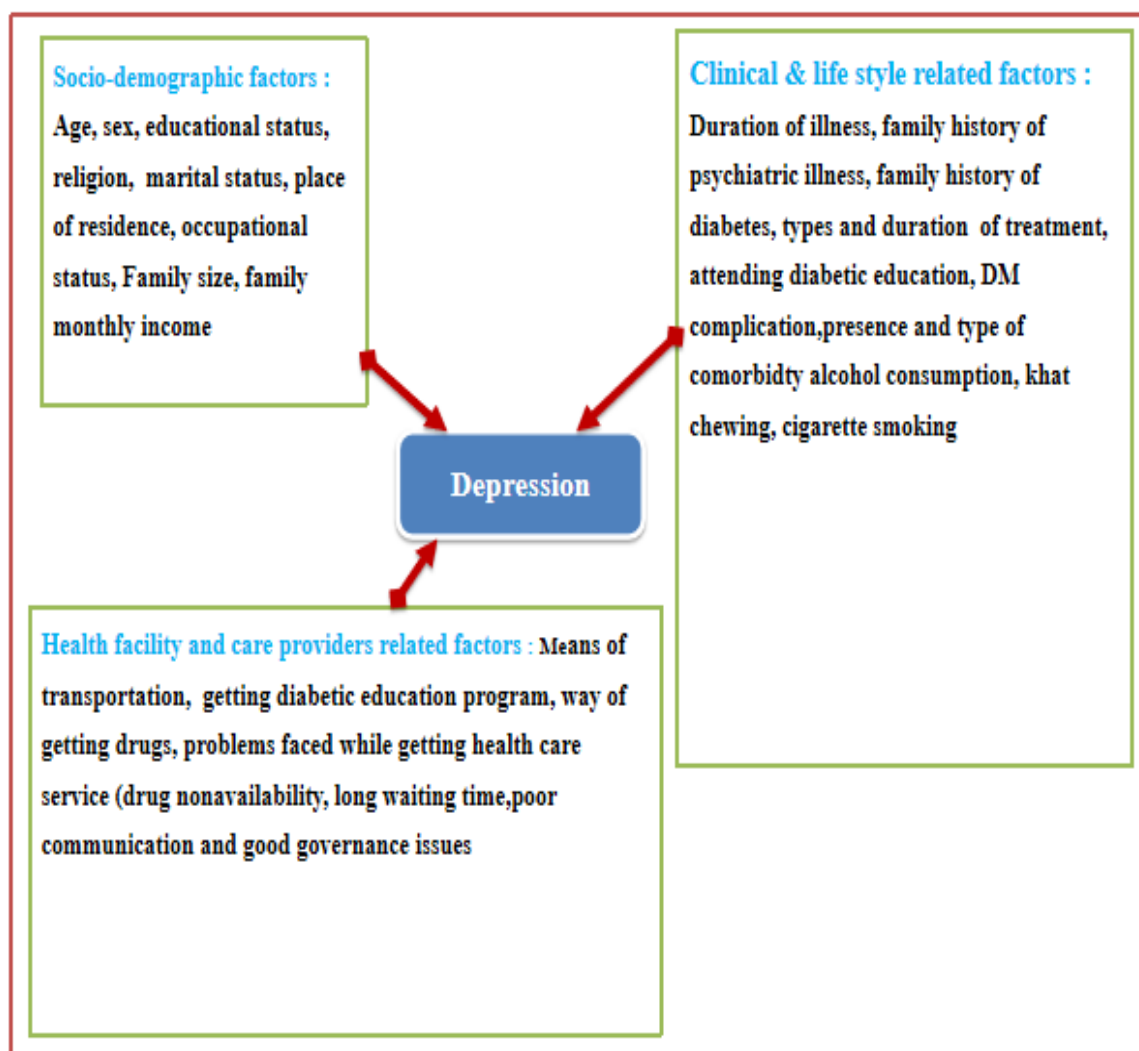 Socio-demographic factors :
Age, sex, educational status,
religion, marital status, place
of residence, occupational
status, Family size, family
monthly income
Clinical & life style related factors :
Duration of illness, family history of
psychiatric illness, family history of
diabetes, types and duration of treatment,
attending diabetic education, DM
complication,presence and type of
comorbidty alcohol consumption, khat
chewing, cigarette smoking
Depression
Health facility and care providers related factors : Means of
transportation, getting diabetic education program, way of
getting drugs, problems faced while getting health care
service (drug nonavailability, long waiting time,poor
communication and good governance issues